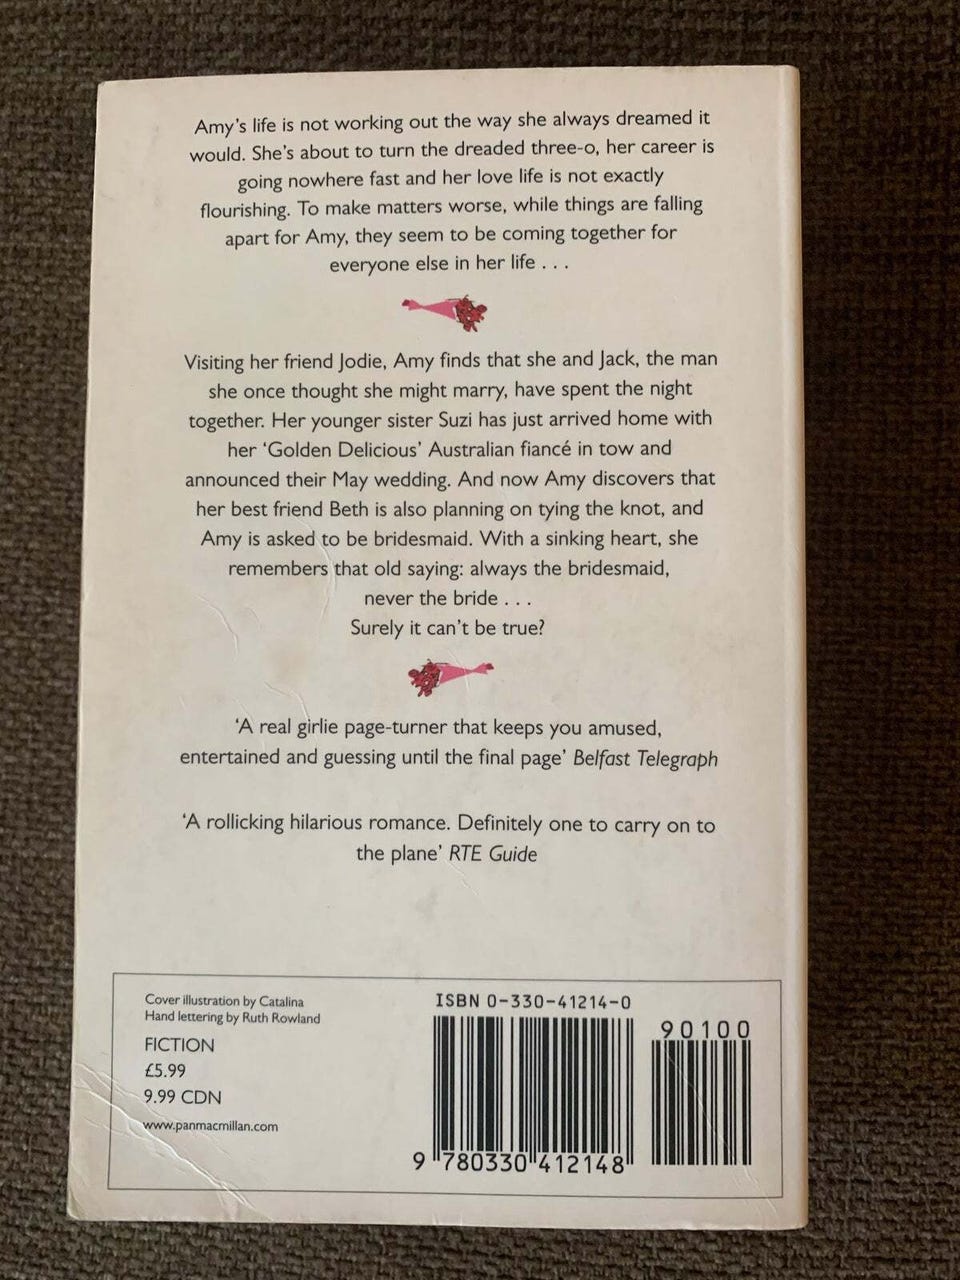 Amy's life is not working out the way she always dreamed it
would. She's about to turn the dreaded three-o, her career is
going nowhere fast and her love life is not exactly
flourishing. To make matters worse, while things are falling
apart for Amy, they seem to be coming together for
everyone else in her life . . .
Visiting her friend Jodie, Amy finds that she and Jack, the man
she once thought she might marry, have spent the night
together. Her younger sister Suzi has just arrived home with
her 'Golden Delicious' Australian fiancé in tow and
announced their May wedding. And now Amy discovers that
her best friend Beth is also planning on tying the knot, and
Amy is asked to be bridesmaid. With a sinking heart, she
remembers that old saying: always the bridesmaid,
never the bride . . .
Surely it can't be true?
'A real girlie page-turner that keeps you amused,
entertained and guessing until the final page' Belfast Telegraph
'A rollicking hilarious romance. Definitely one to carry on to
the plane' RTE Guide
Cover illustration by Catalina
Hand lettering by Ruth Rowland
FICTION
£5.99
9.99 CDN
www.panmacmillan.com
ISBN 0-330-41214-0
90100
9 780330 412148